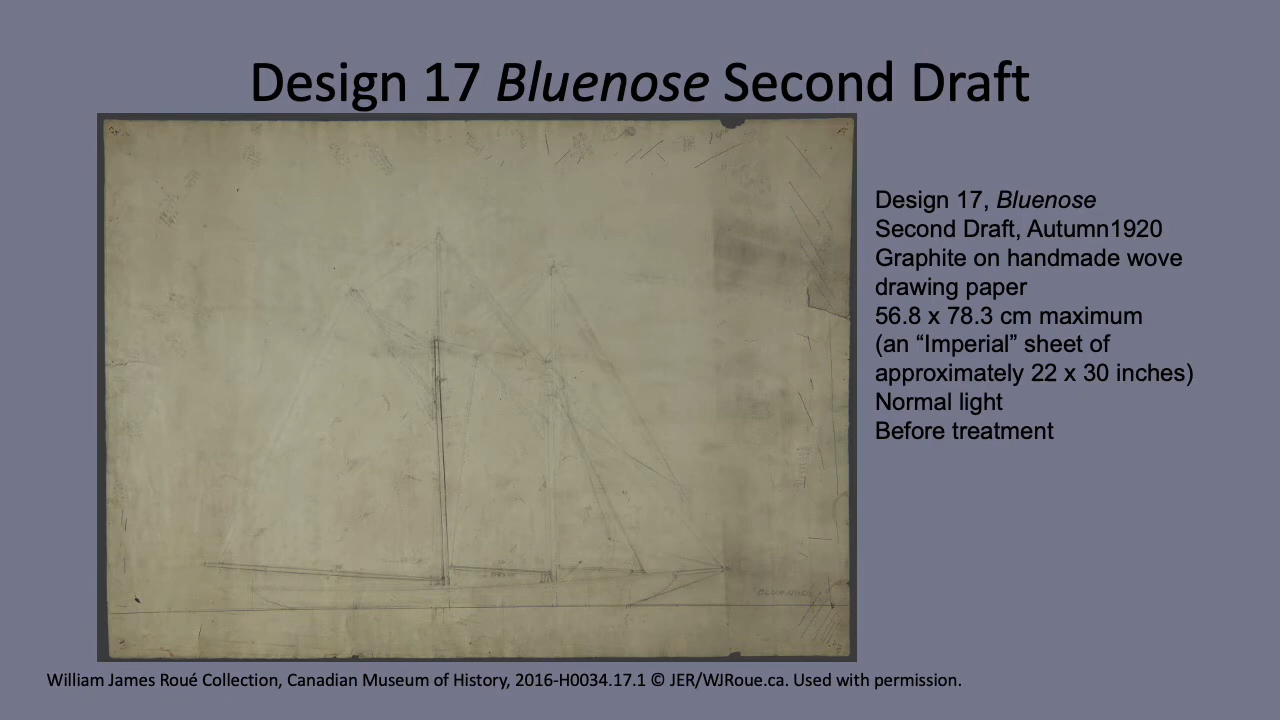 Design 17 Bluenose Second Draft
Design 17, Bluenose
Second Draft, Autumn1920
Graphite on handmade wove
drawing paper
56.8 x 78.3 cm maximum
(an “Imperial” sheet of
approximately 22 x 30 inches)
Normal light
Before treatment
BLUENOSE
William James Roué Collection, Canadian Museum of History, 2016-H0034.17.1 © JER/WJRoue.ca. Used with permission.